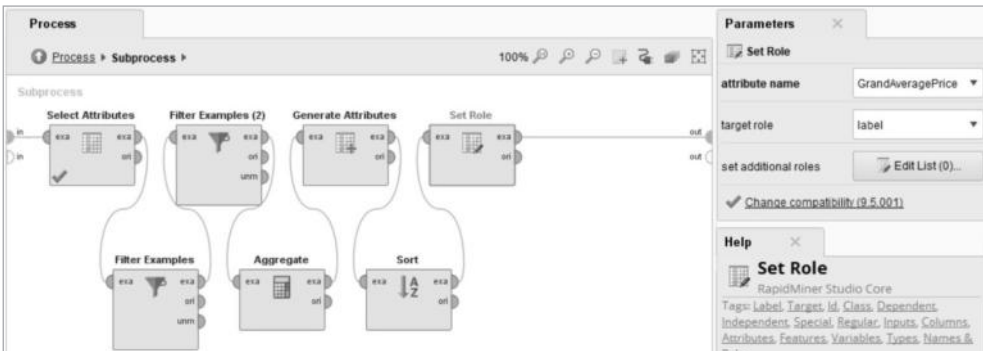 Process
Process ▸ Subprocess ▸
100%
Subprocess
Select Attributes
Filter Examples (2)
Generate Attributes
Set Role
in
exa
exa
exa
exa
exa
exa
exa
exa
out
in
ori
ori
ori
ori
out
unm
Filter Examples
Aggregate
Sort
exa
exa
exa
exa
exa
exa
ori
ori
ori
unm
Parameters
Set Role
attribute name
GrandAveragePrice
target role
label
set additional roles
Edit List (0)...
Change compatibility (9.5.001)
Help
Set Role
RapidMiner Studio Core
Tags: Label, Target, Id, Class, Dependent,
Independent, Special, Regular, Inputs, Columns,
Attributes, Features, Variables, Types, Names &